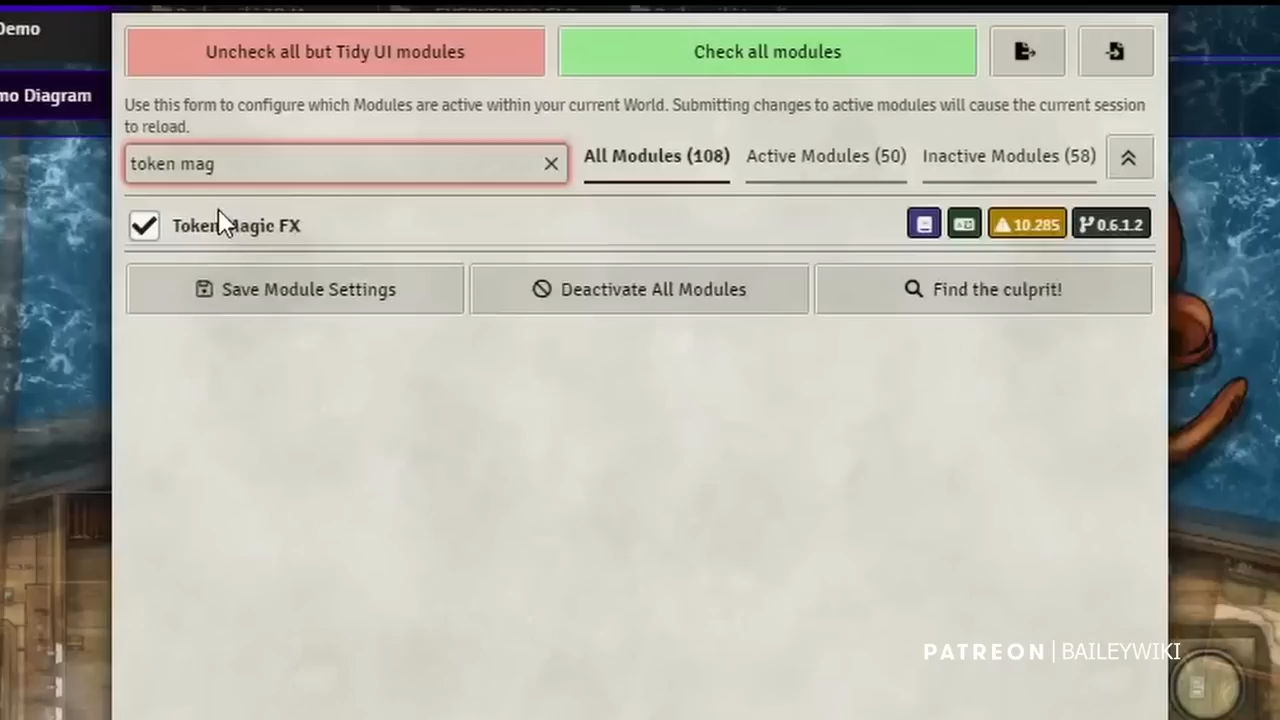 Demo
Uncheck all but Tidy UI modules
Check all modules
mo Diagram
Use this form to configure which Modules are active within your current World. Submitting changes to active modules will cause the current session
to reload.
token mag
All Modules (108)
Active Modules (50)
Inactive Modules (58)
Token Magic FX
10.285
0.6.1.2
Save Module Settings
Deactivate All Modules
Find the culprit!
PATREON | BAILEYWIKI